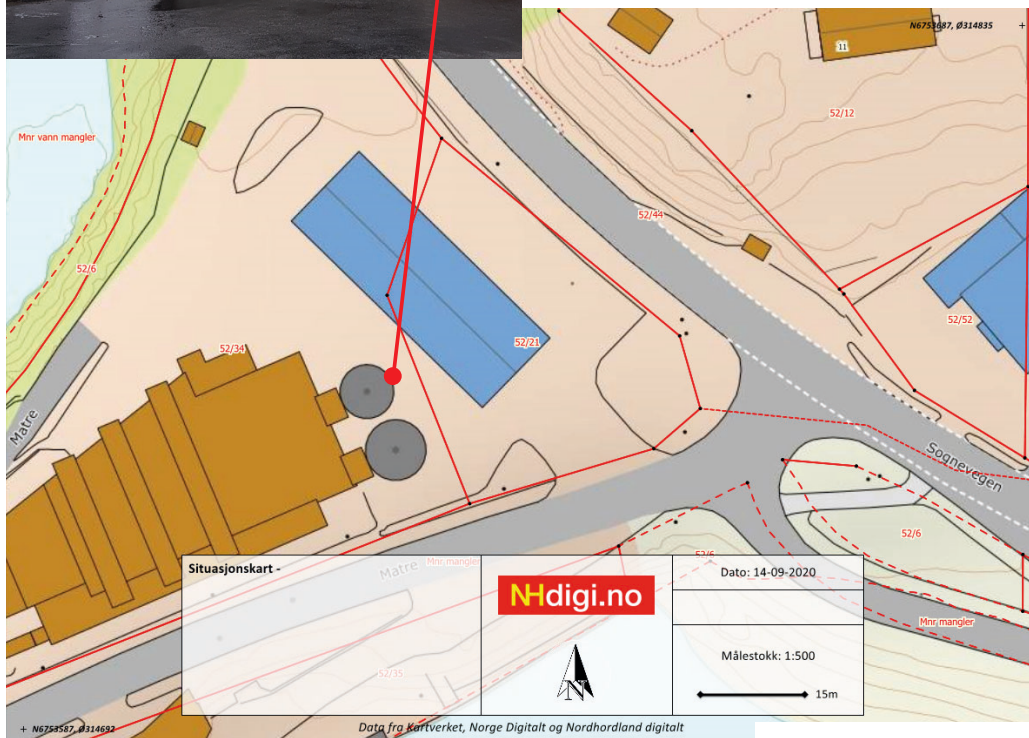 N6753687, Ø314835
11
Mnr vann mangler
52/12
52/44
52/6
52/52
52/34
52/21
Matre
Sognevegen
52/6
52/6
Matre
Mnr mangler
Situasjonskart -
NHdigi.no
Dato: 14-09-2020
Mnr mangler
Målestokk: 1:500
52/35
N
15m
N6753587, Ø314692
Data fra Kartverket, Norge Digitalt og Nordhordland digitalt